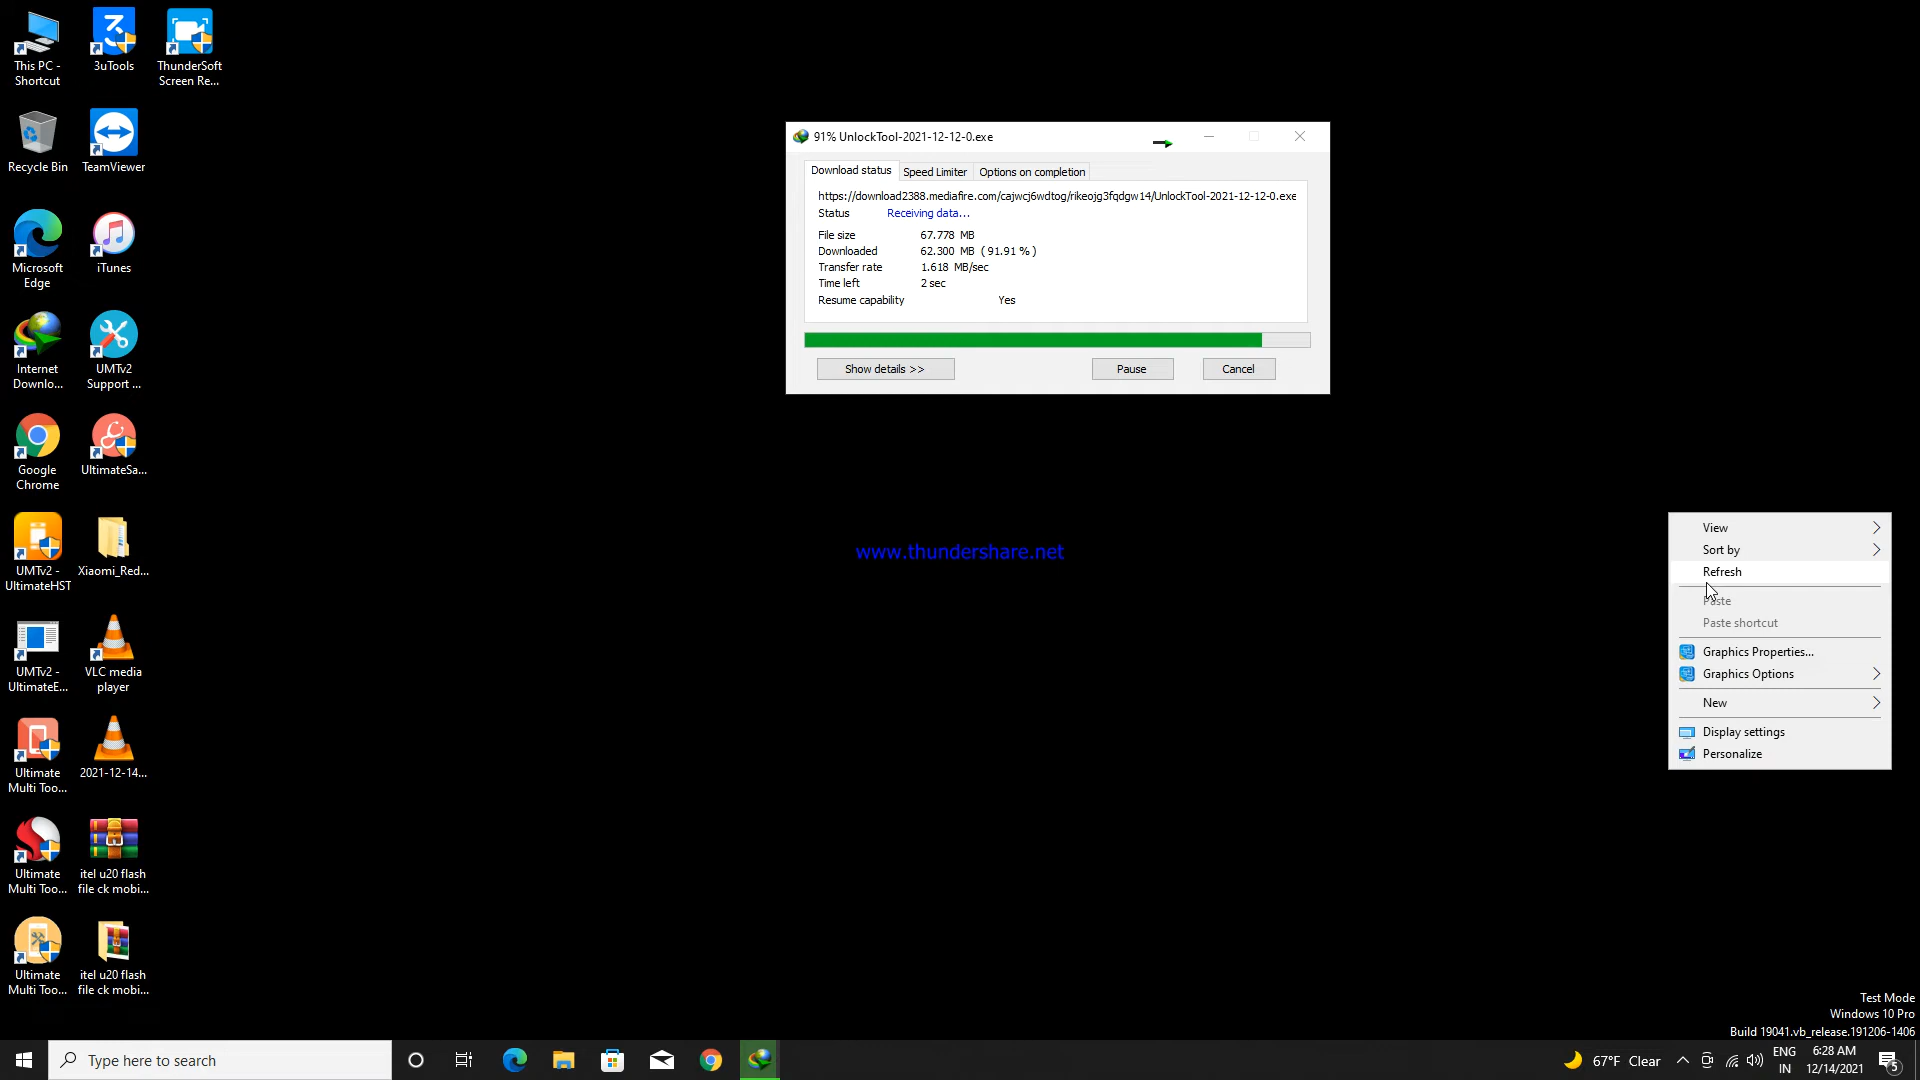 This PC -
Shortcut
3uTools
ThunderSoft
Screen Re...
Recycle Bin
TeamViewer
Microsoft
Edge
iTunes
Internet
Downlo...
UMTv2
Support ...
Google
Chrome
UltimateSa...
UMTv2 -
UltimateHST
Xiaomi_Red...
UMTv2 -
UltimateE...
VLC media
player
Ultimate
Multi Too...
2021-12-14...
Ultimate
Multi Too...
itel u20 flash
file ck mobi...
Ultimate
Multi Too...
itel u20 flash
file ck mobi...
91% UnlockTool-2021-12-12-0.exe
Download status
Speed Limiter
Options on completion
https://download2388.mediafire.com/cajwcj6wdtog/rikeojg3fqdgw14/UnlockTool-2021-12-12-0.exe
Status Receiving data...
File size 67.778 MB
Downloaded 62.300 MB ( 91.91 % )
Transfer rate 1.618 MB/sec
Time left 2 sec
Resume capability Yes
Show details >>
Pause
Cancel
www.thundershare.net
View
Sort by
Refresh
Paste
Paste shortcut
Graphics Properties...
Graphics Options
New
Display settings
Personalize
Test Mode
Windows 10 Pro
Build 19041.vb_release.191206-1406
Type here to search
67°F Clear
ENG
IN
6:28 AM
12/14/2021
5